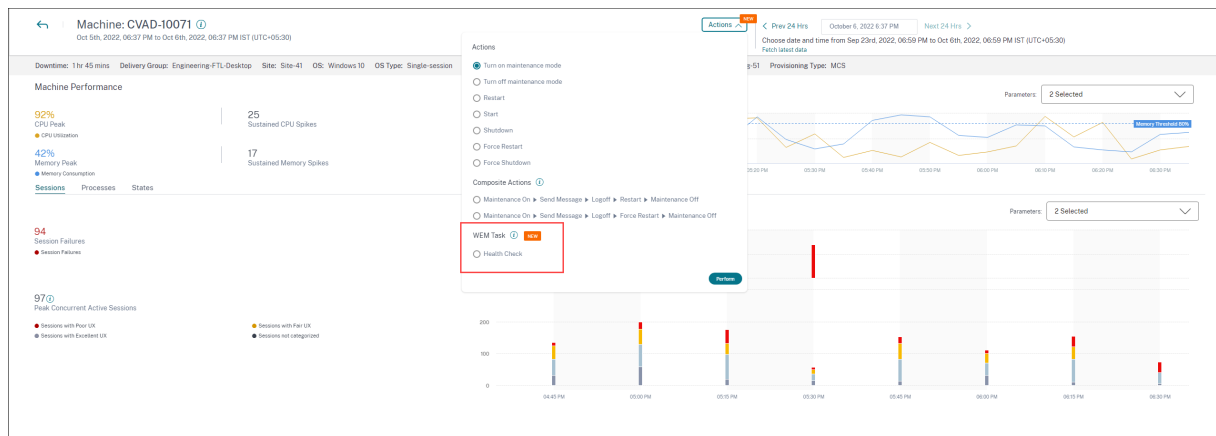 Machine: CVAD-10071
Oct 5th, 2022, 06:37 PM to Oct 6th, 2022, 06:37 PM IST (UTC+05:30)
Actions
NEW
Prev 24 Hrs
October 6, 2022 6:37 PM
Next 24 Hrs
Choose date and time from Sep 23rd, 2022, 06:59 PM to Oct 6th, 2022, 06:59 PM IST (UTC+05:30)
Fetch latest data
Downtime: 1 hr 45 mins Delivery Group: Engineering-FTL-Desktop Site: Site-41 OS: Windows 10 OS Type: Single-session
g-51 Provisioning Type: MCS
Actions
Turn on maintenance mode
Turn off maintenance mode
Restart
Start
Shutdown
Force Restart
Force Shutdown
Composite Actions
Maintenance On ▶ Send Message ▶ Logoff ▶ Restart ▶ Maintenance Off
Maintenance On ▶ Send Message ▶ Logoff ▶ Force Restart ▶ Maintenance Off
WEM Task NEW
Health Check
Perform
Machine Performance
Parameters: 2 Selected
92%
CPU Peak
CPU Utilization
25
Sustained CPU Spikes
42%
Memory Peak
Memory Consumption
17
Sustained Memory Spikes
Memory Threshold 80%
05:20 PM 05:30 PM 05:40 PM 05:50 PM 06:00 PM 06:10 PM 06:20 PM 06:30 PM
Sessions Processes States
Parameters: 2 Selected
94
Session Failures
Session Failures
97
Peak Concurrent Active Sessions
Sessions with Poor UX
Sessions with Fair UX
Sessions with Excellent UX
Sessions not categorized
200
100
0
04:45 PM 05:00 PM 05:15 PM 05:30 PM 05:45 PM 06:00 PM 06:15 PM 06:30 PM